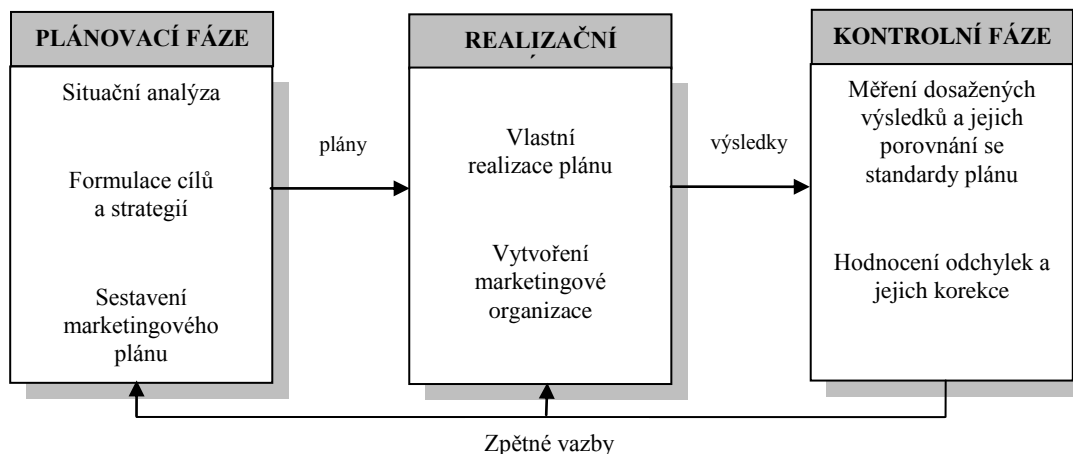 PLÁNOVACÍ FÁZE
Situační analýza
Formulace cílů
a strategií
Sestavení
marketingového
plánu
plány
REALIZAČNÍ
Vlastní
realizace plánu
Vytvoření
marketingové
organizace
výsledky
KONTROLNÍ FÁZE
Měření dosažených
výsledků a jejich
porovnání se
standardy plánu
Hodnocení odchylek a
jejich korekce
Zpětné vazby